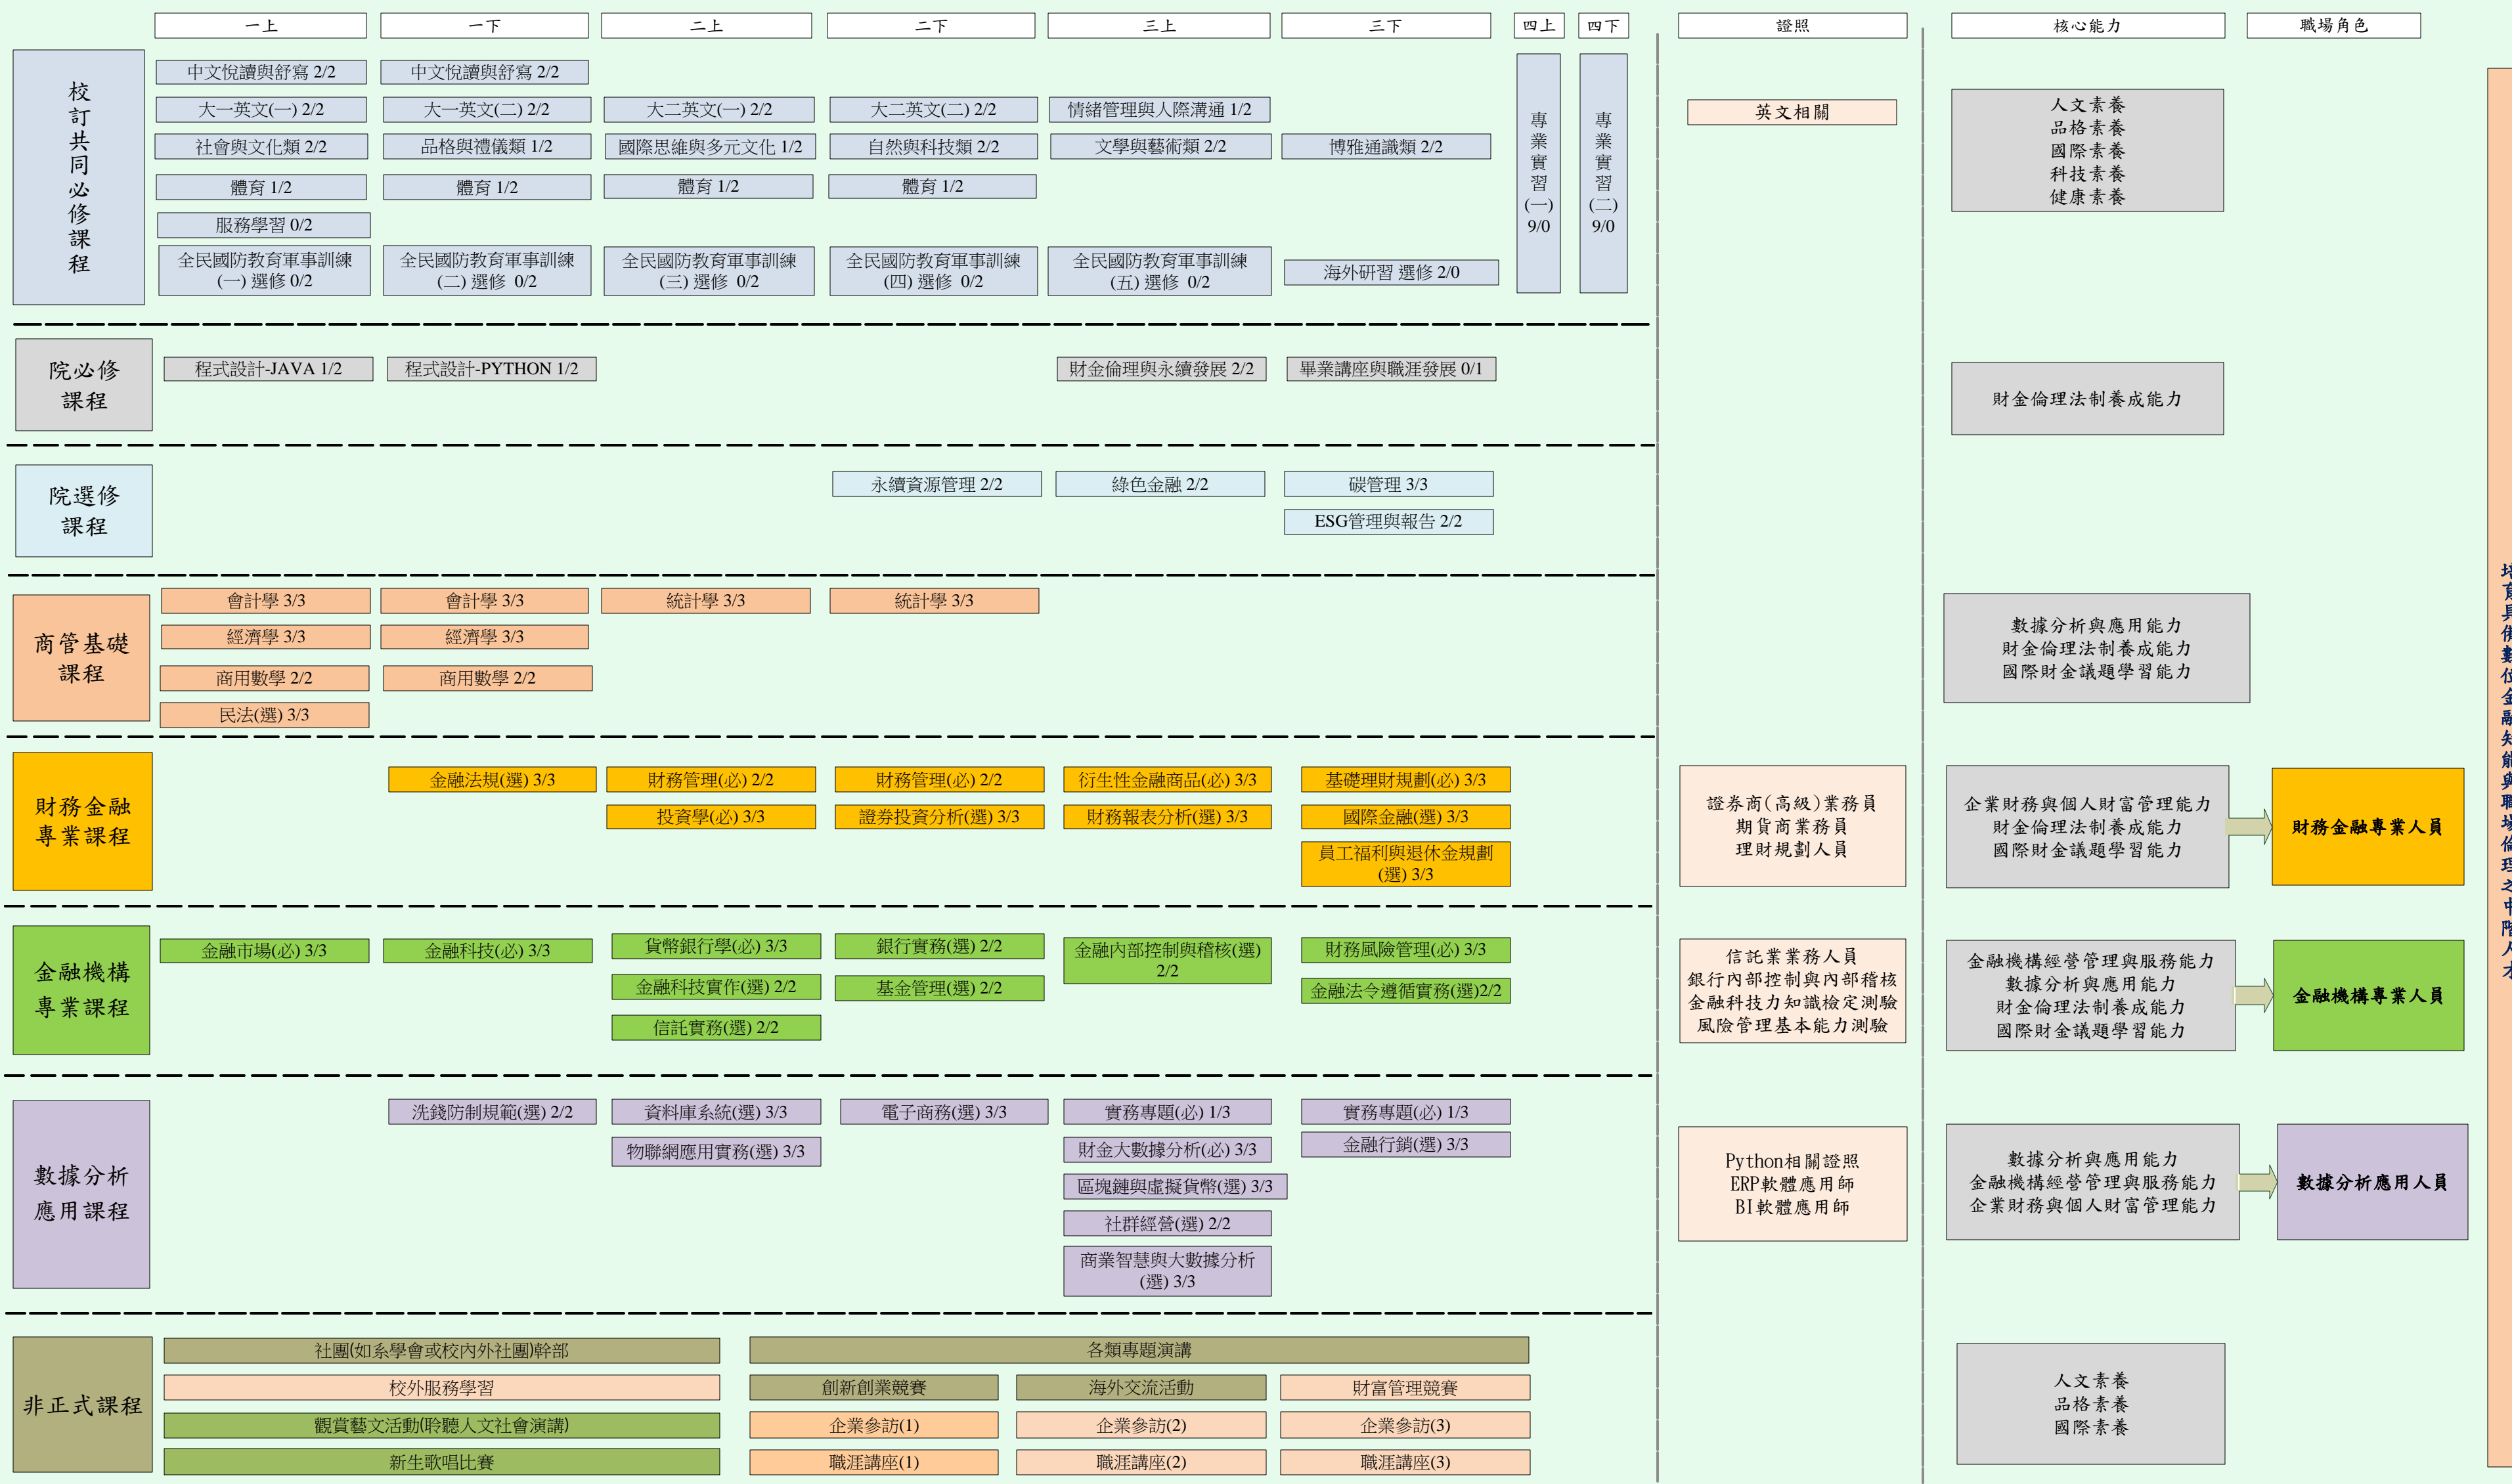 一上
一下
二上
二下
三上
三下
四上
四下
證照
核心能力
職場角色
校訂共同必修課程
中文悅讀與舒寫 2/2
中文悅讀與舒寫 2/2
大一英文(一) 2/2
大一英文(二) 2/2
大二英文(一) 2/2
大二英文(二) 2/2
情緒管理與人際溝通 1/2
社會與文化類 2/2
品格與禮儀類 1/2
國際思維與多元文化 1/2
自然與科技類 2/2
文學與藝術類 2/2
博雅通識類 2/2
體育 1/2
體育 1/2
體育 1/2
體育 1/2
服務學習 0/2
全民國防教育軍事訓練
(一) 選修 0/2
全民國防教育軍事訓練
(二) 選修 0/2
全民國防教育軍事訓練
(三) 選修 0/2
全民國防教育軍事訓練
(四) 選修 0/2
全民國防教育軍事訓練
(五) 選修 0/2
海外研習 選修 2/0
專業實習(一) 9/0
專業實習(二) 9/0
英文相關
人文素養
品格素養
國際素養
科技素養
健康素養
院必修
課程
程式設計-JAVA 1/2
程式設計-PYTHON 1/2
財金倫理與永續發展 2/2
畢業講座與職涯發展 0/1
財金倫理法制養成能力
院選修
課程
永續資源管理 2/2
綠色金融 2/2
碳管理 3/3
ESG管理與報告 2/2
商管基礎
課程
會計學 3/3
會計學 3/3
統計學 3/3
統計學 3/3
經濟學 3/3
經濟學 3/3
商用數學 2/2
商用數學 2/2
民法(選) 3/3
數據分析與應用能力
財金倫理法制養成能力
國際財金議題學習能力
財務金融
專業課程
金融法規(選) 3/3
財務管理(必) 2/2
財務管理(必) 2/2
衍生性金融商品(必) 3/3
基礎理財規劃(必) 3/3
投資學(必) 3/3
證券投資分析(選) 3/3
財務報表分析(選) 3/3
國際金融(選) 3/3
員工福利與退休金規劃
(選) 3/3
證券商(高級)業務員
期貨商業務員
理財規劃人員
企業財務與個人財富管理能力
財金倫理法制養成能力
國際財金議題學習能力
財務金融專業人員
金融機構
專業課程
金融市場(必) 3/3
金融科技(必) 3/3
貨幣銀行學(必) 3/3
銀行實務(選) 2/2
金融內部控制與稽核(選)
2/2
財務風險管理(必) 3/3
金融科技實作(選) 2/2
基金管理(選) 2/2
金融法令遵循實務(選)2/2
信託實務(選) 2/2
信託業業務人員
銀行內部控制與內部稽核
金融科技力知識檢定測驗
風險管理基本能力測驗
金融機構經營管理與服務能力
數據分析與應用能力
財金倫理法制養成能力
國際財金議題學習能力
金融機構專業人員
數據分析
應用課程
洗錢防制規範(選) 2/2
資料庫系統(選) 3/3
電子商務(選) 3/3
實務專題(必) 1/3
實務專題(必) 1/3
物聯網應用實務(選) 3/3
財金大數據分析(必) 3/3
金融行銷(選) 3/3
區塊鏈與虛擬貨幣(選) 3/3
社群經營(選) 2/2
商業智慧與大數據分析
(選) 3/3
Python相關證照
ERP軟體應用師
BI軟體應用師
數據分析與應用能力
金融機構經營管理與服務能力
企業財務與個人財富管理能力
數據分析應用人員
非正式課程
社團(如系學會或校內外社團)幹部
各類專題演講
校外服務學習
創新創業競賽
海外交流活動
財富管理競賽
觀賞藝文活動(聆聽人文社會演講)
企業參訪(1)
企業參訪(2)
企業參訪(3)
新生歌唱比賽
職涯講座(1)
職涯講座(2)
職涯講座(3)
人文素養
品格素養
國際素養
培育具備數位金融知能與職場倫理之中階人才